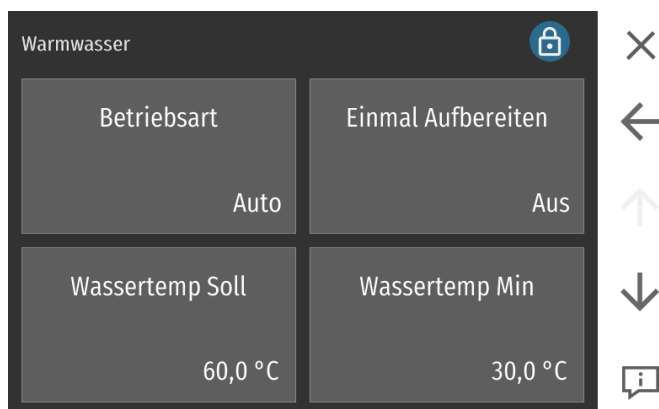 Warmwasser
Betriebsart
Auto
Einmal Aufbereiten
Aus
Wassertemp Soll
60,0 °C
Wassertemp Min
30,0 °C